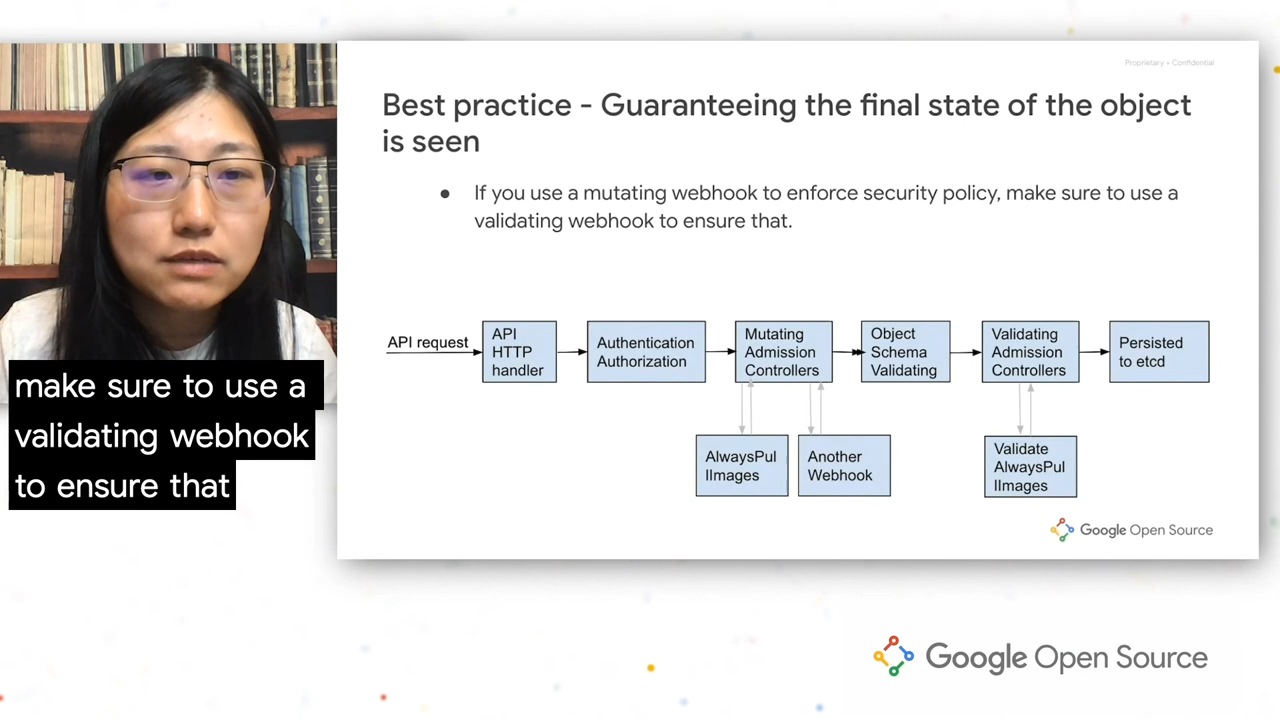 Proprietary + Confidential
Best practice - Guaranteeing the final state of the object
is seen
● If you use a mutating webhook to enforce security policy, make sure to use a
validating webhook to ensure that.
API request
API
HTTP
handler
Authentication
Authorization
Mutating
Admission
Controllers
Object
Schema
Validating
Validating
Admission
Controllers
Persisted
to etcd
AlwaysPul
lImages
Another
Webhook
Validate
AlwaysPul
lImages
Google Open Source
make sure to use a
validating webhook
to ensure that
Google Open Source